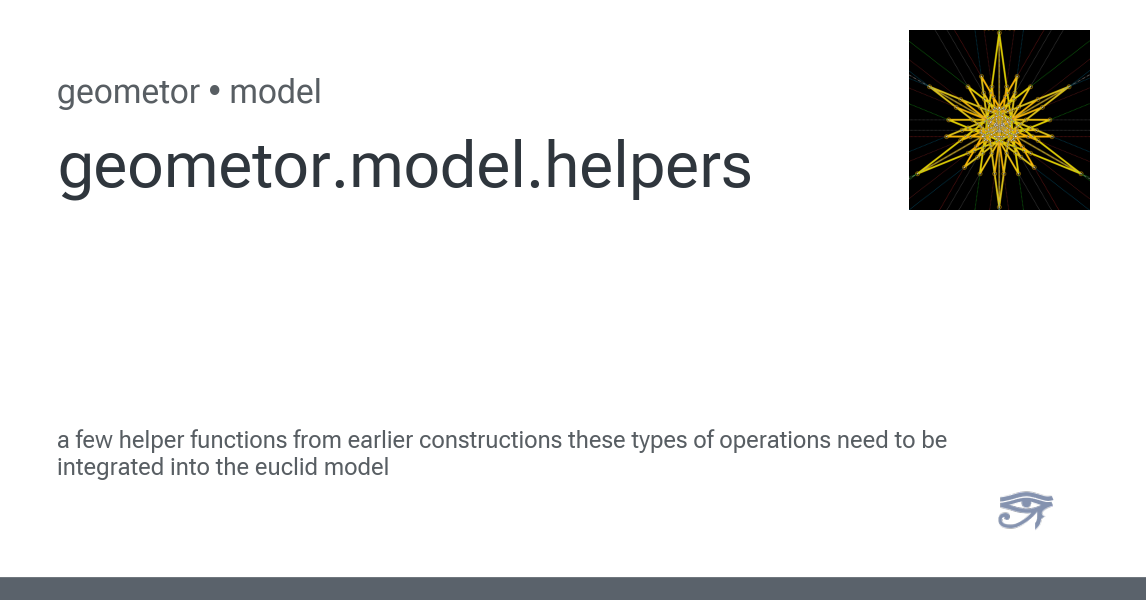 geometor • model
geometor.model.helpers
a few helper functions from earlier constructions these types of operations need to be
integrated into the euclid model